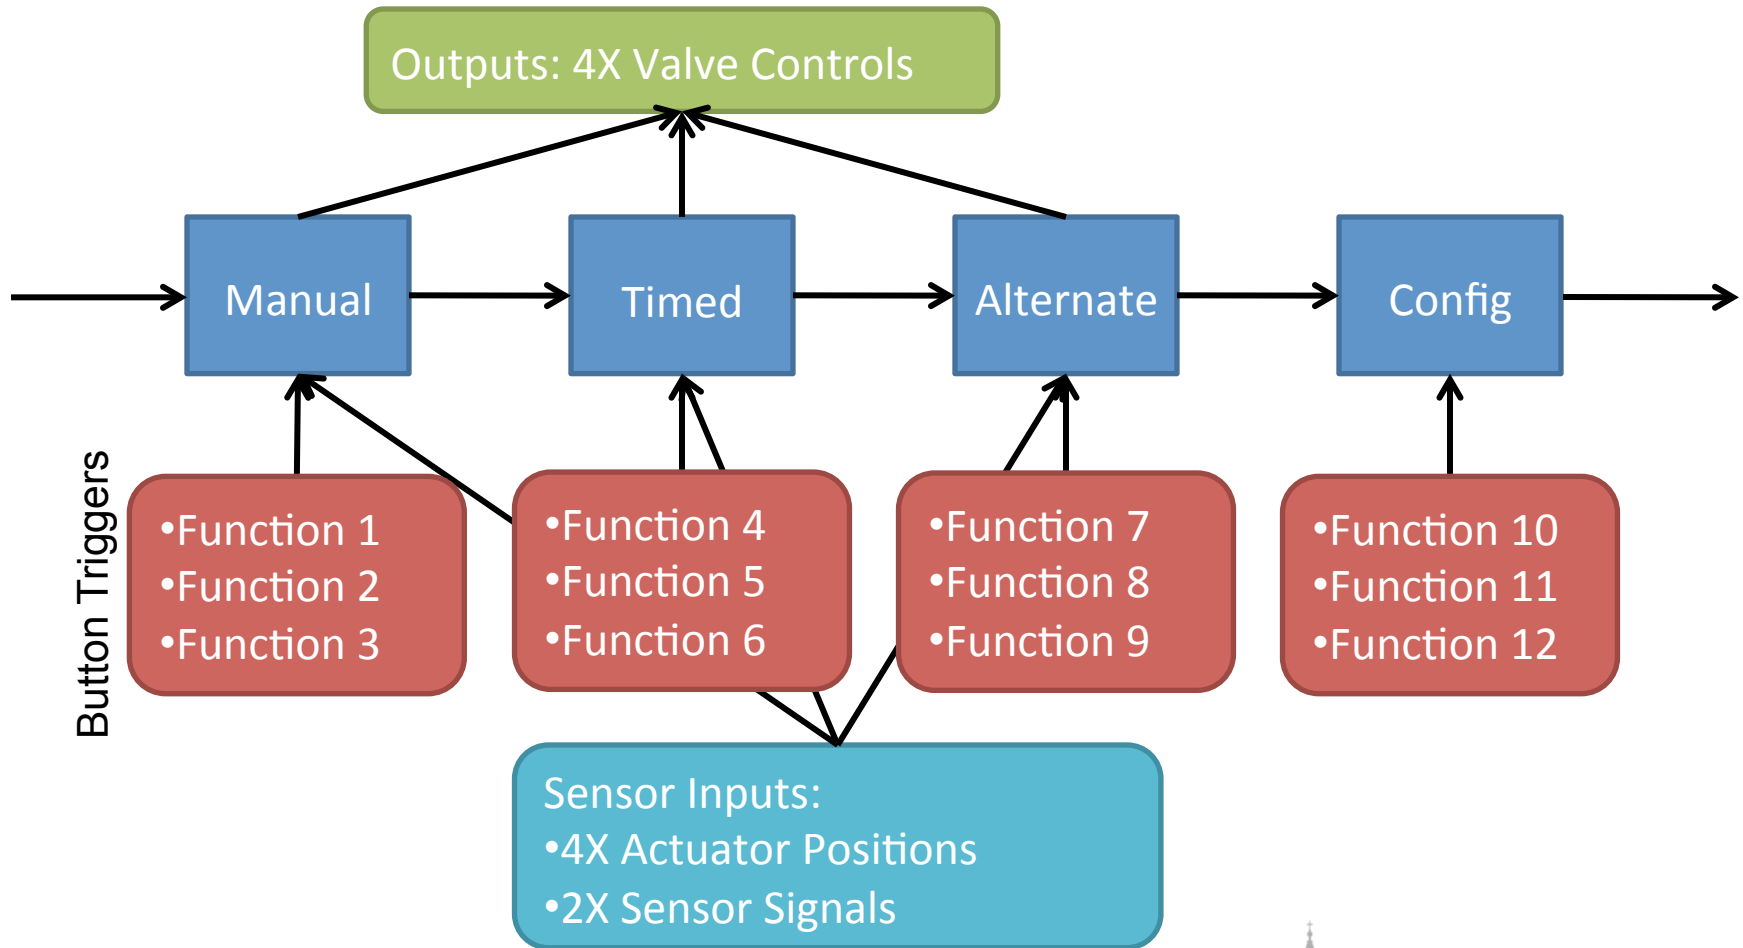 Outputs: 4X Valve Controls
Manual
Timed
Alternate
Config
Button Triggers
•Function 1
•Function 2
•Function 3
•Function 4
•Function 5
•Function 6
•Function 7
•Function 8
•Function 9
•Function 10
•Function 11
•Function 12
Sensor Inputs:
•4X Actuator Positions
•2X Sensor Signals